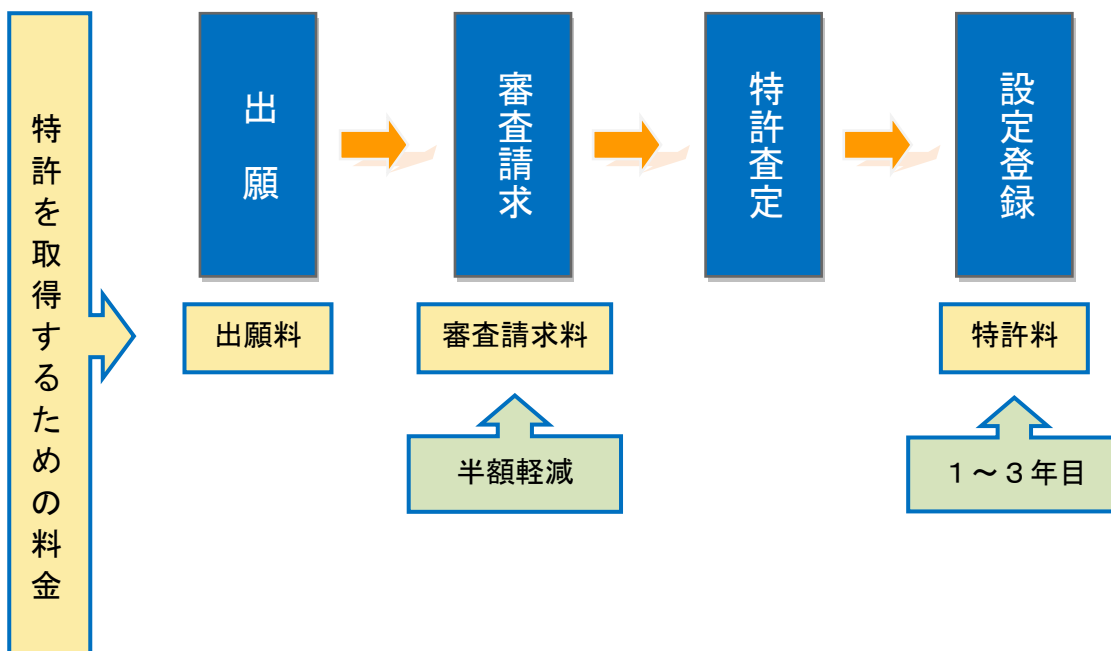 特許を取得するための料金
出願
審査請求
特許査定
設定登録
出願料
審査請求料
特許料
半額軽減
１～３年目